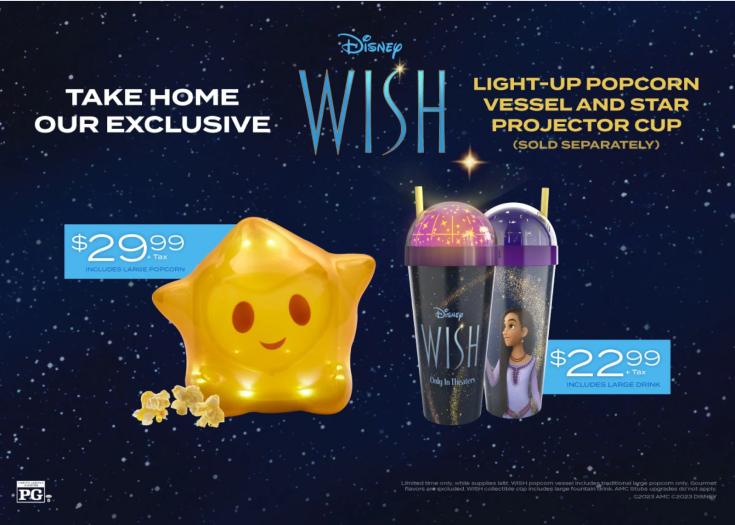 Disney
WISH
TAKE HOME
OUR EXCLUSIVE
LIGHT-UP POPCORN
VESSEL AND STAR
PROJECTOR CUP
(SOLD SEPARATELY)
$29.99
+ Tax
INCLUDES LARGE POPCORN
Disney
WISH
Only In Theaters
$22.99
+ Tax
INCLUDES LARGE DRINK
PG
Limited time only, while supplies last. WISH popcorn vessel includes traditional large popcorn only. Gourmet
flavors are excluded. WISH collectible cup includes large fountain drink. AMC Stubs upgrades do not apply.
©2023 AMC ©2023 DISNEY